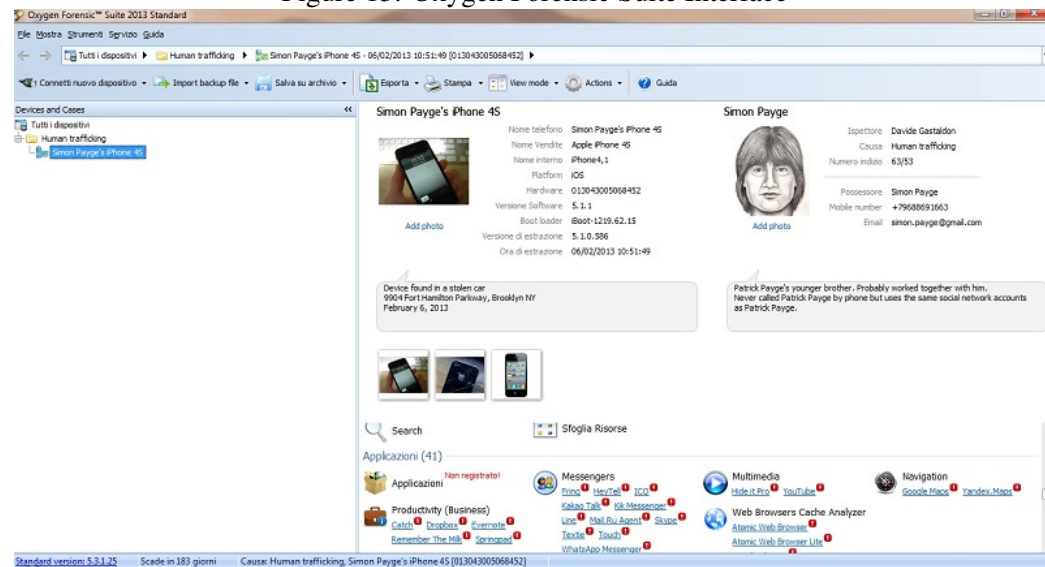 Figure 13: Oxygen Forensic Suite Interface
Oxygen Forensic™ Suite 2013 Standard
File Mostra Strumenti Servizio Guida
Tutti i dispositivi Human trafficking Simon Payge's iPhone 4S - 06/02/2013 10:51:49 [013043005068452]
Connetti nuovo dispositivo Import backup file Salva su archivio Esporta Stampa View mode Actions Guida
Devices and Cases
Tutti i dispositivi
Human trafficking
Simon Payge's iPhone 4S
Simon Payge's iPhone 4S
Nome telefono Simon Payge's iPhone 4S
Nome Vendite Apple iPhone 4S
Nome interno iPhone4,1
Platform iOS
Hardware 013043005068452
Versione Software 5.1.1
Boot loader iBoot-1219.62.15
Versione di estrazione 5.1.0.586
Ora di estrazione 06/02/2013 10:51:49
Add photo
Simon Payge
Ispettore Davide Gastaldon
Causa Human trafficking
Numero indizio 63/53
Possessore Simon Payge
Mobile number +79688691663
Email simon.payge@gmail.com
Add photo
Device found in a stolen car
9904 Fort Hamilton Parkway, Brooklyn NY
February 6, 2013
Patrick Payge's younger brother. Probably worked together with him.
Never called Patrick Payge by phone but uses the same social network accounts
as Patrick Payge.
Search
Sfoglia Risorse
Applicazioni (41)
Applicazioni Non registrato!
Productivity (Business)
Catch Dropbox Evernote
Remember The Milk Springpad
Messengers
Fring HeyTell ICQ
Kakao Talk Kik Messenger
Line Mail.Ru Agent Skype
Textie Touch
WhatsApp Messenger
Multimedia
Hide it Pro YouTube
Web Browsers Cache Analyzer
Atomic Web Browser
Atomic Web Browser Lite
Navigation
Google Maps Yandex.Maps
Standard version: 5.3.1.25 Scade in 183 giorni Causa: Human trafficking, Simon Payge's iPhone 4S [013043005068452]